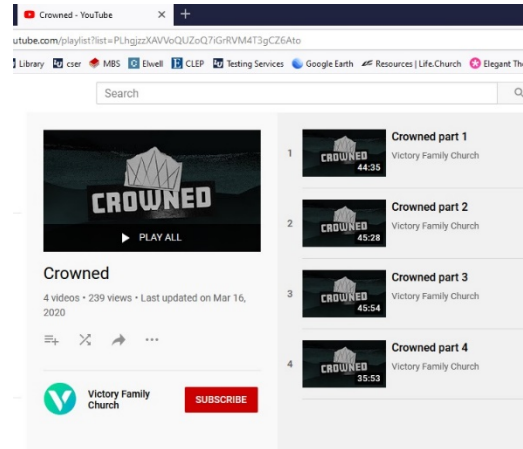 Crowned - YouTube
utube.com/playlist?list=PLhgjzzXAVVoQUZoQ7iGrRVM4T3gCZ6Ato
Library cser MBS Elwell CLEP Testing Services Google Earth Resources | Life.Church Elegant Th
Search
CROWNED
PLAY ALL
Crowned
4 videos • 239 views • Last updated on Mar 16,
2020
Victory Family
Church
SUBSCRIBE
1
CROWNED
44:35
Crowned part 1
Victory Family Church
2
CROWNED
45:28
Crowned part 2
Victory Family Church
3
CROWNED
45:54
Crowned part 3
Victory Family Church
4
CROWNED
35:53
Crowned part 4
Victory Family Church